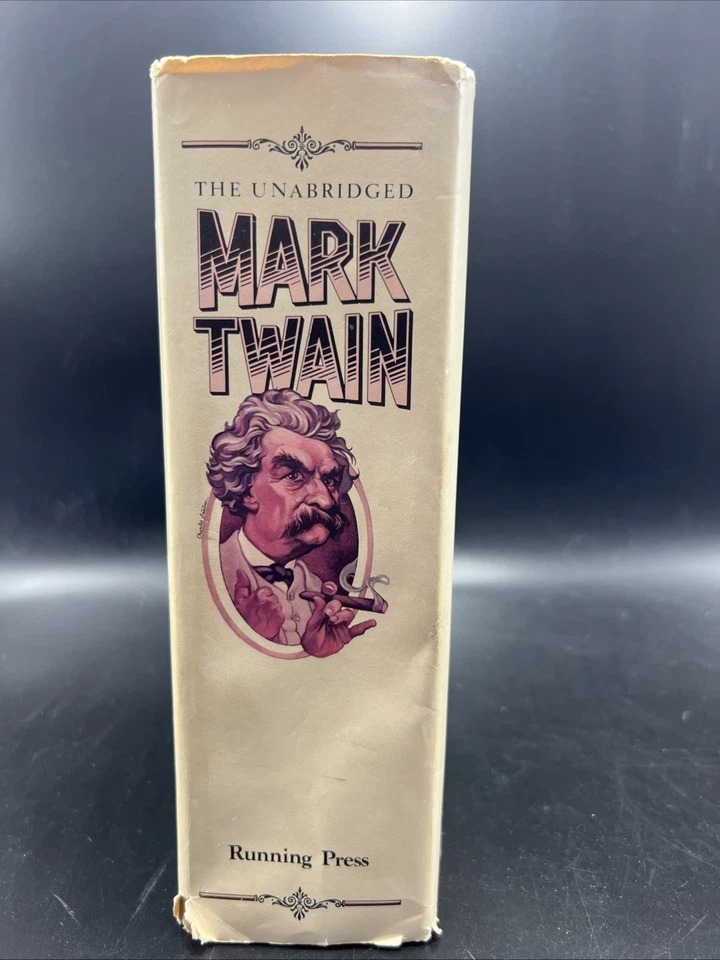 THE UNABRIDGED
MARK
TWAIN
Running Press